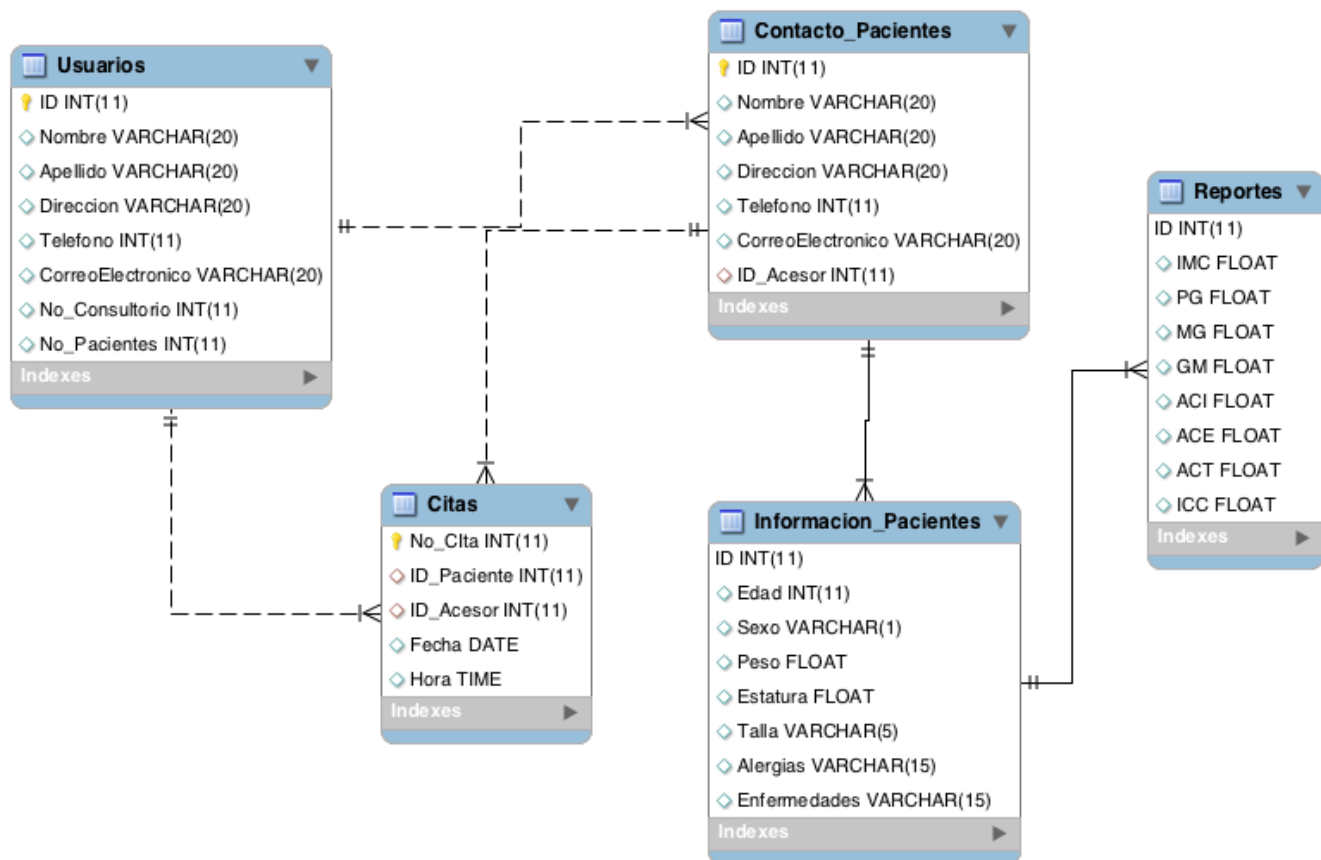 Usuarios
ID INT(11)
Nombre VARCHAR(20)
Apellido VARCHAR(20)
Direccion VARCHAR(20)
Telefono INT(11)
CorreoElectronico VARCHAR(20)
No_Consultorio INT(11)
No_Pacientes INT(11)
Indexes
Contacto_Pacientes
ID INT(11)
Nombre VARCHAR(20)
Apellido VARCHAR(20)
Direccion VARCHAR(20)
Telefono INT(11)
CorreoElectronico VARCHAR(20)
ID_Acesor INT(11)
Indexes
Reportes
ID INT(11)
IMC FLOAT
PG FLOAT
MG FLOAT
GM FLOAT
ACI FLOAT
ACE FLOAT
ACT FLOAT
ICC FLOAT
Indexes
Citas
No_CIta INT(11)
ID_Paciente INT(11)
ID_Acesor INT(11)
Fecha DATE
Hora TIME
Indexes
Informacion_Pacientes
ID INT(11)
Edad INT(11)
Sexo VARCHAR(1)
Peso FLOAT
Estatura FLOAT
Talla VARCHAR(5)
Alergias VARCHAR(15)
Enfermedades VARCHAR(15)
Indexes